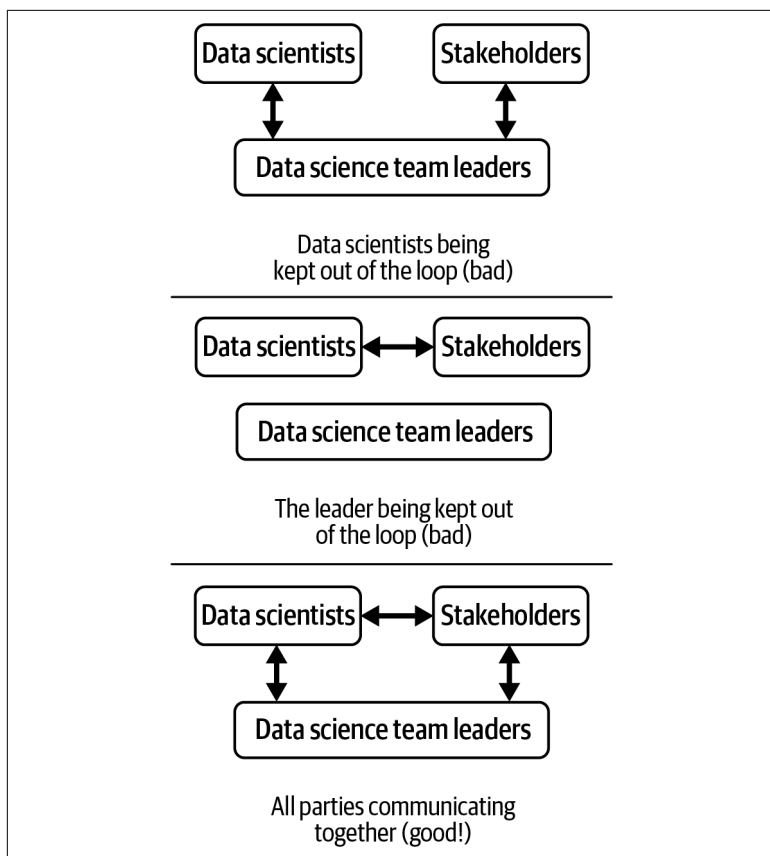 Data scientists
Stakeholders
Data science team leaders
Data scientists being
kept out of the loop (bad)
Data scientists
Stakeholders
Data science team leaders
The leader being kept out
of the loop (bad)
Data scientists
Stakeholders
Data science team leaders
All parties communicating
together (good!)